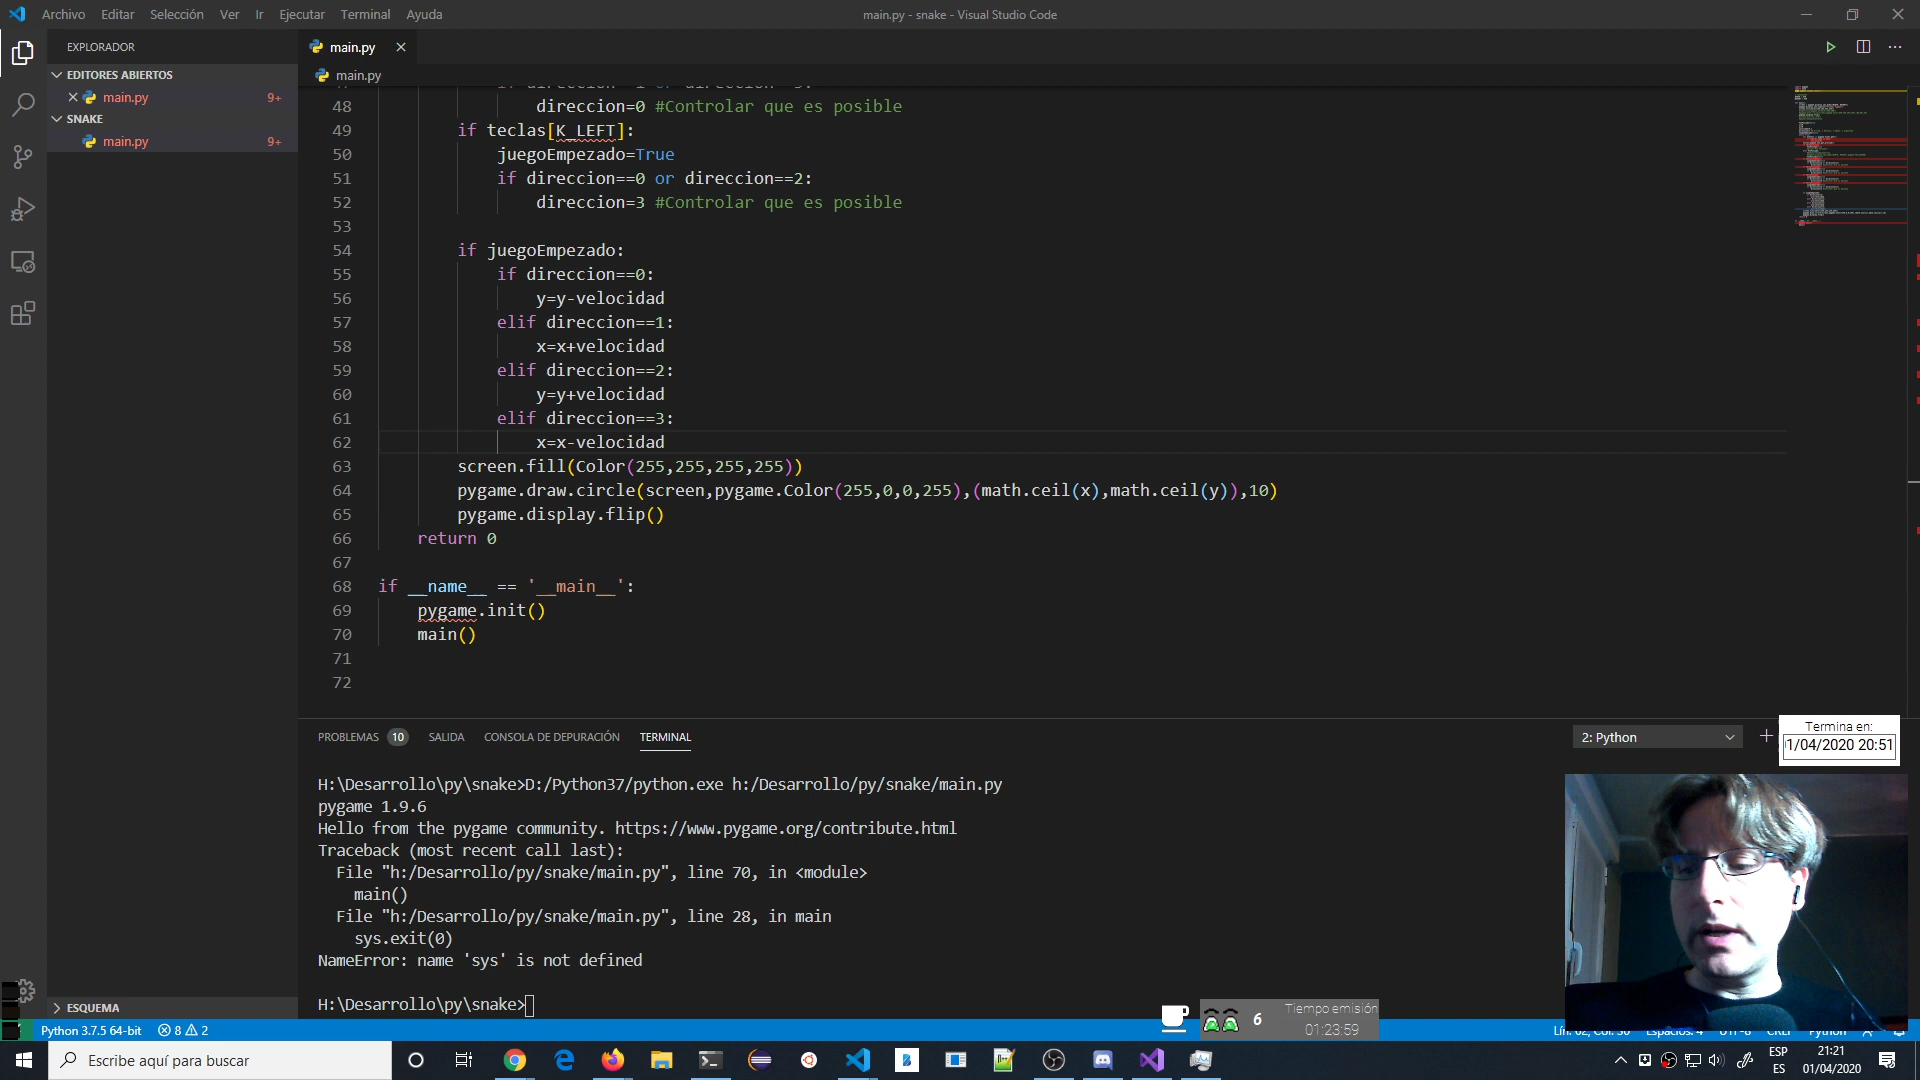 Archivo Editar Selección Ver Ir Ejecutar Terminal Ayuda
main.py - snake - Visual Studio Code
EXPLORADOR
EDITORES ABIERTOS
main.py 9+
SNAKE
main.py 9+
ESQUEMA
main.py
main.py
48 direccion=0 #Controlar que es posible
49 if teclas[K_LEFT]:
50 juegoEmpezado=True
51 if direccion==0 or direccion==2:
52 direccion=3 #Controlar que es posible
53
54 if juegoEmpezado:
55 if direccion==0:
56 y=y-velocidad
57 elif direccion==1:
58 x=x+velocidad
59 elif direccion==2:
60 y=y+velocidad
61 elif direccion==3:
62 x=x-velocidad
63 screen.fill(Color(255,255,255,255))
64 pygame.draw.circle(screen,pygame.Color(255,0,0,255),(math.ceil(x),math.ceil(y)),10)
65 pygame.display.flip()
66 return 0
67
68 if __name__ == '__main__':
69 pygame.init()
70 main()
71
72
PROBLEMAS 10 SALIDA CONSOLA DE DEPURACIÓN TERMINAL
2: Python
Termina en:
1/04/2020 20:51
H:\Desarrollo\py\snake>D:/Python37/python.exe h:/Desarrollo/py/snake/main.py
pygame 1.9.6
Hello from the pygame community. https://www.pygame.org/contribute.html
Traceback (most recent call last):
File "h:/Desarrollo/py/snake/main.py", line 70, in <module>
main()
File "h:/Desarrollo/py/snake/main.py", line 28, in main
sys.exit(0)
NameError: name 'sys' is not defined
H:\Desarrollo\py\snake>
6
Tiempo emisión
01:23:59
Python 3.7.5 64-bit 8 2
Escribe aquí para buscar
ESP
ES
21:21
01/04/2020